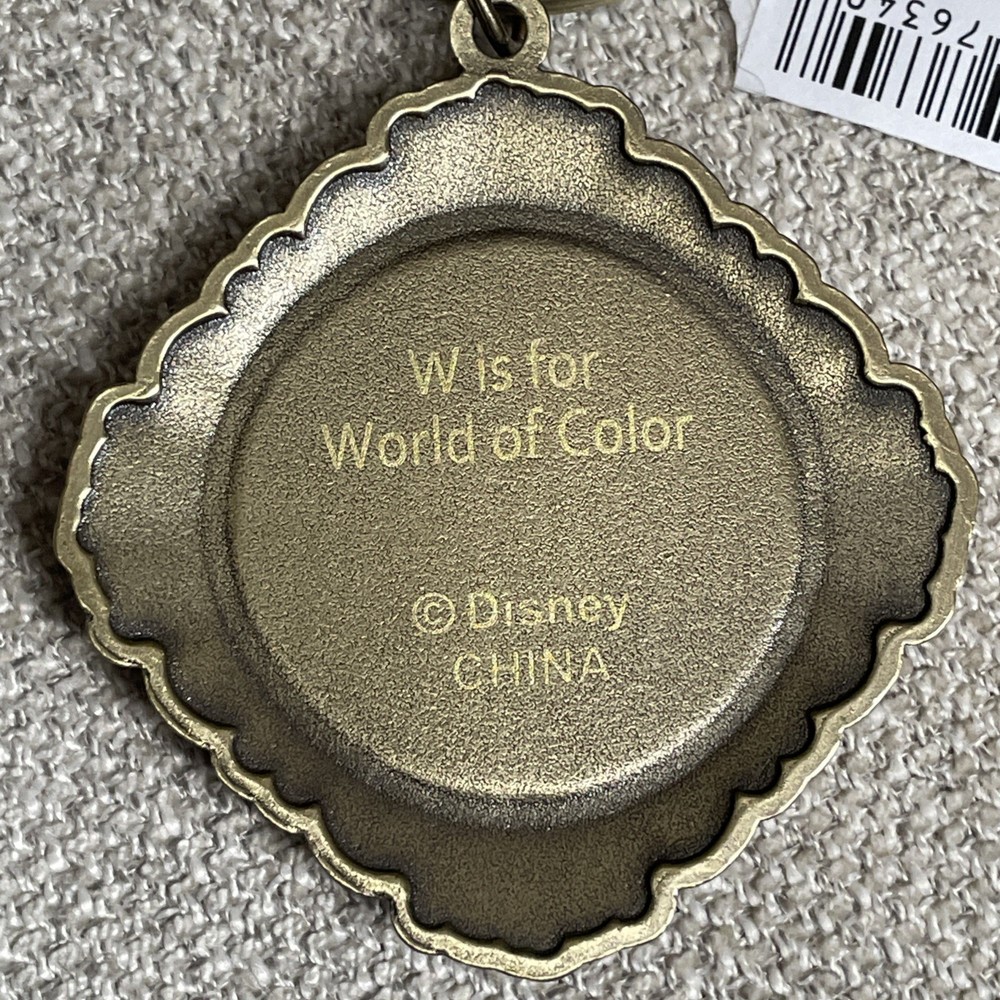 W is for
World of Color
© Disney
CHINA